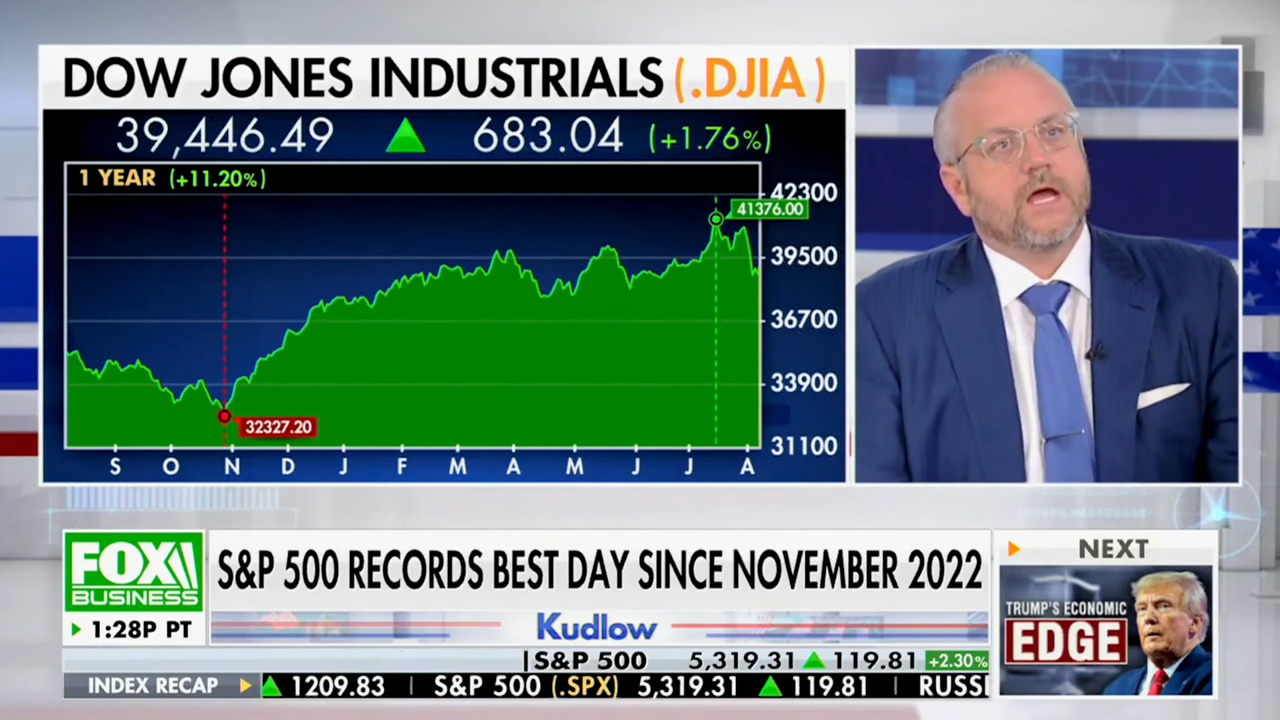 DOW JONES INDUSTRIALS (.DJIA)
39,446.49 ▲ 683.04 (+1.76%)
1 YEAR (+11.20%)
42300
41376.00
39500
36700
33900
32327.20
31100
S O N D J F M A M J J A
FOX BUSINESS
1:28P PT
S&P 500 RECORDS BEST DAY SINCE NOVEMBER 2022
Kudlow
NEXT
TRUMP'S ECONOMIC
EDGE
S&P 500 5,319.31 ▲ 119.81 +2.30%
INDEX RECAP ▲ 1209.83 | S&P 500 (.SPX) 5,319.31 ▲ 119.81 | RUSSI